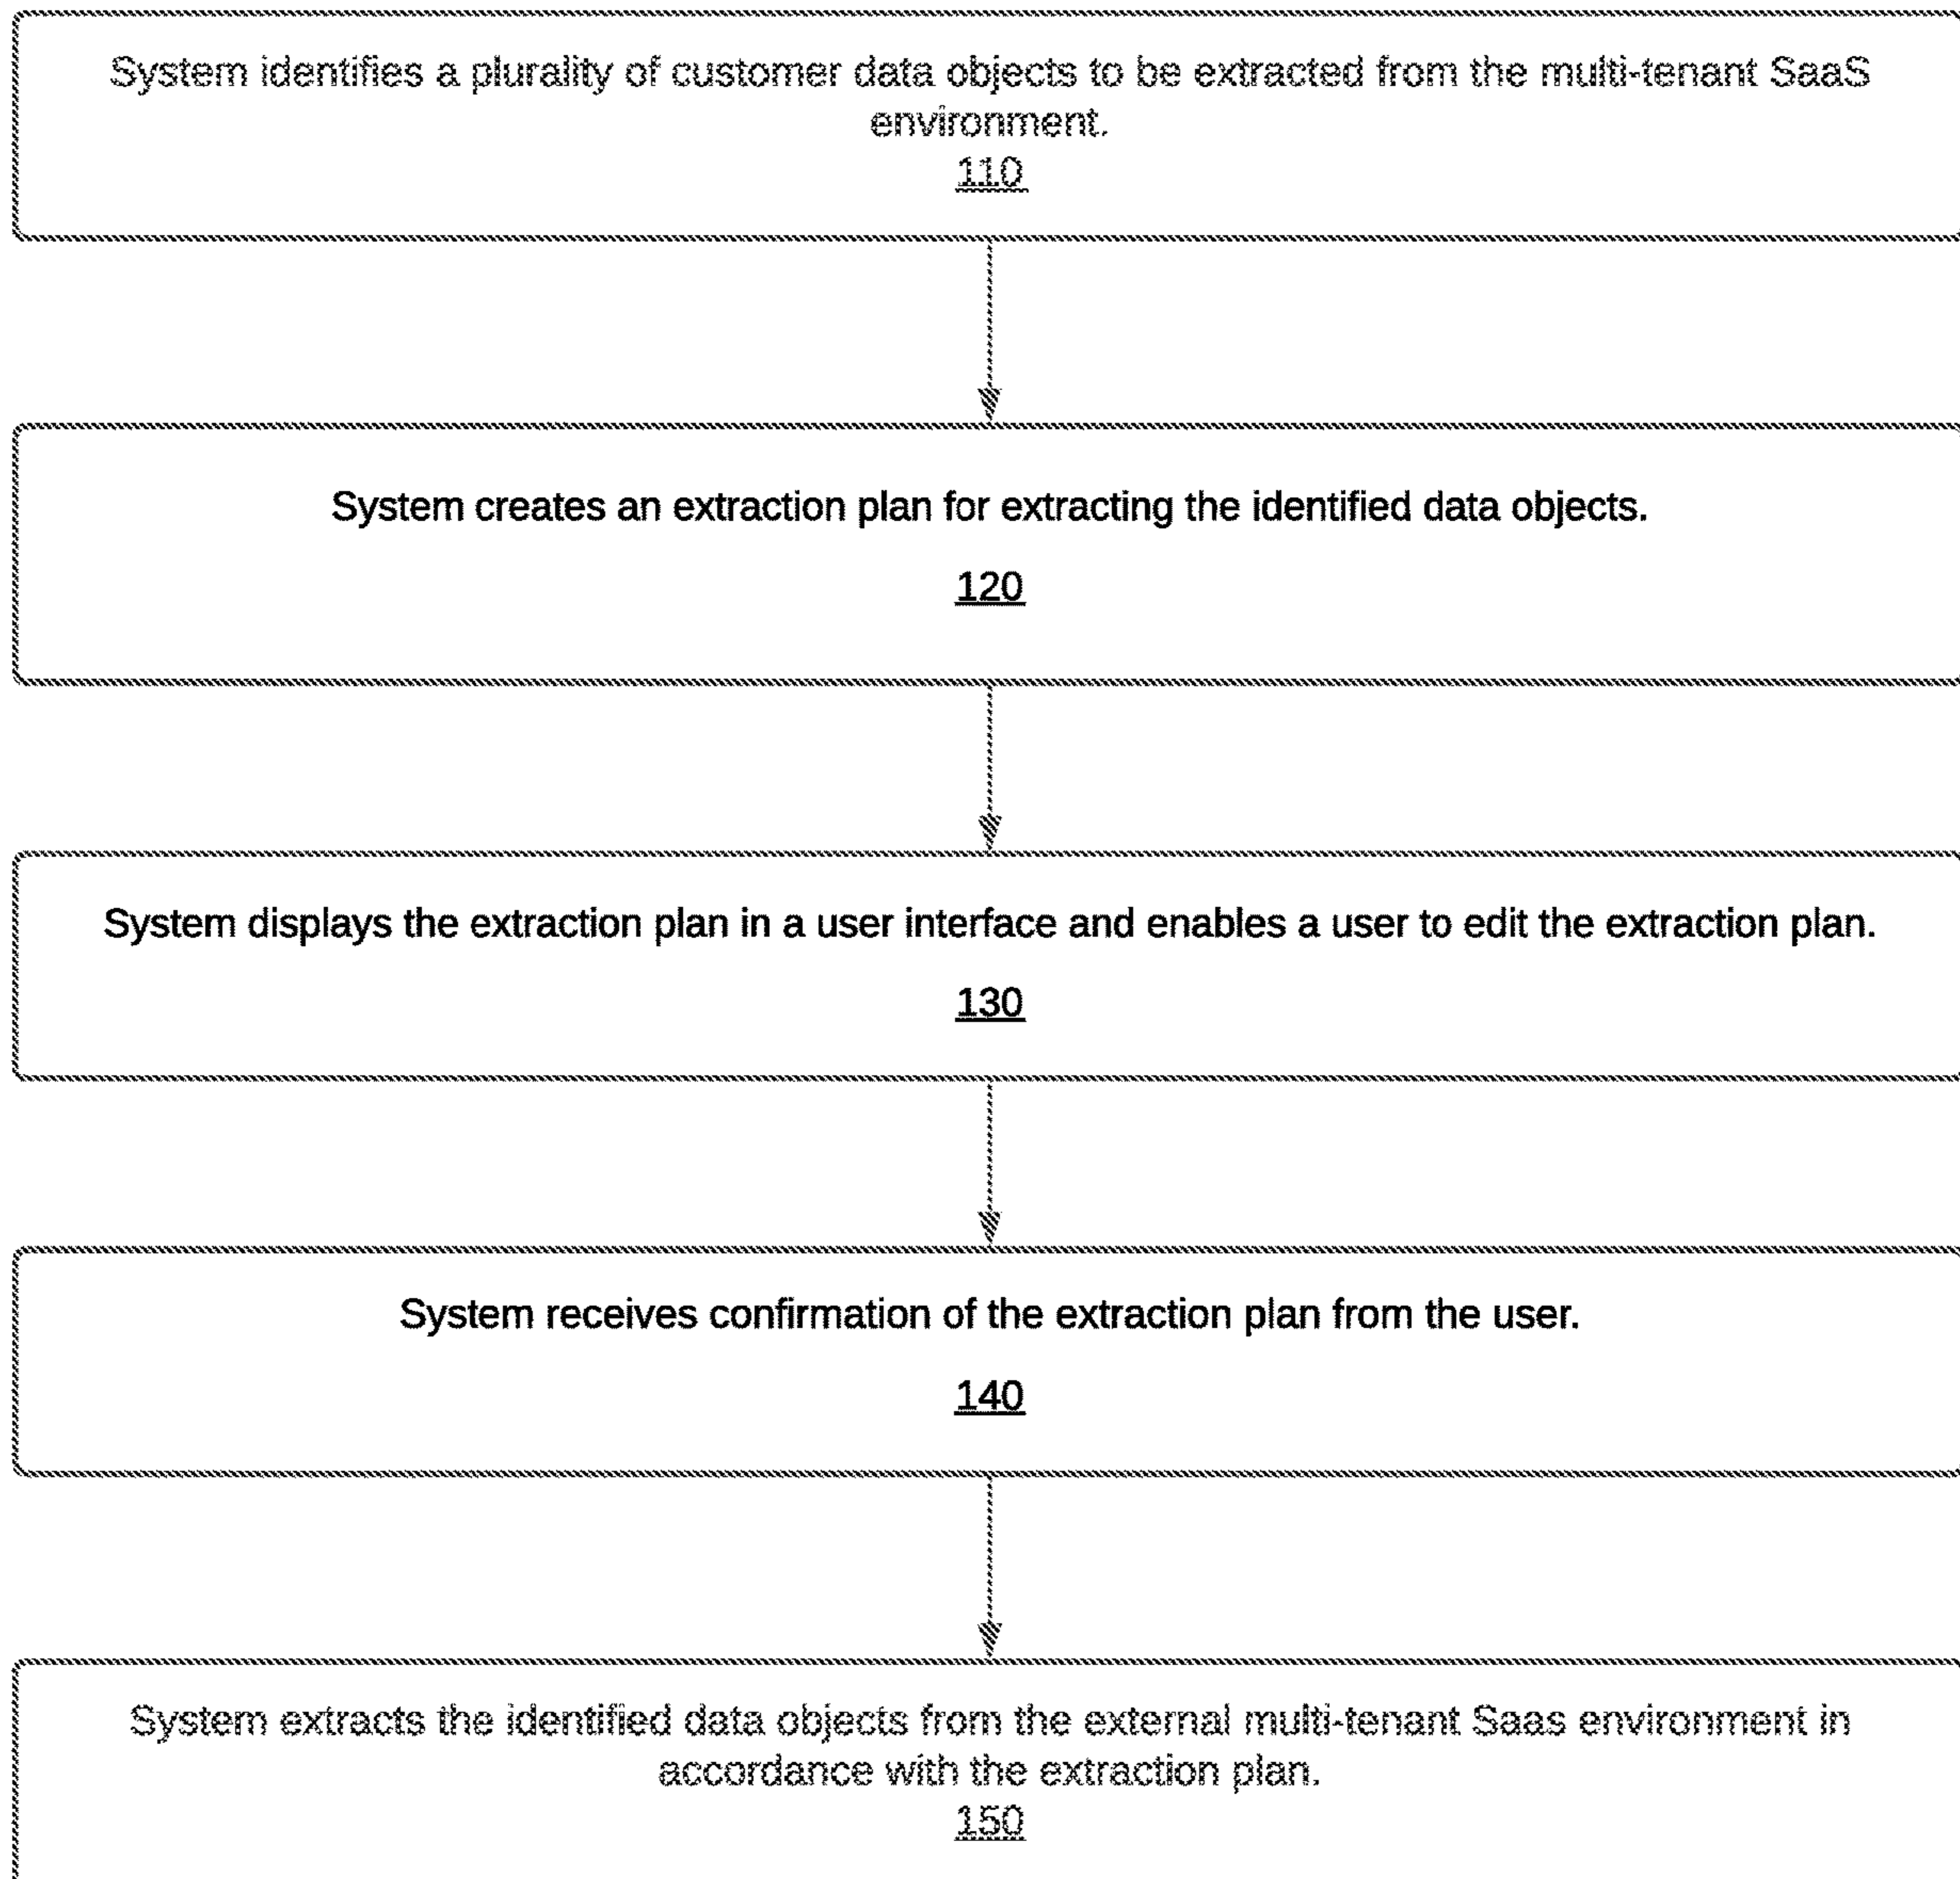 System identifies a plurality of customer data objects to be extracted from the multi-tenant SaaS
environment.
110
System creates an extraction plan for extracting the identified data objects.
120
System displays the extraction plan in a user interface and enables a user to edit the extraction plan.
130
System receives confirmation of the extraction plan from the user.
140
System extracts the identified data objects from the external multi-tenant Saas environment in
accordance with the extraction plan.
150